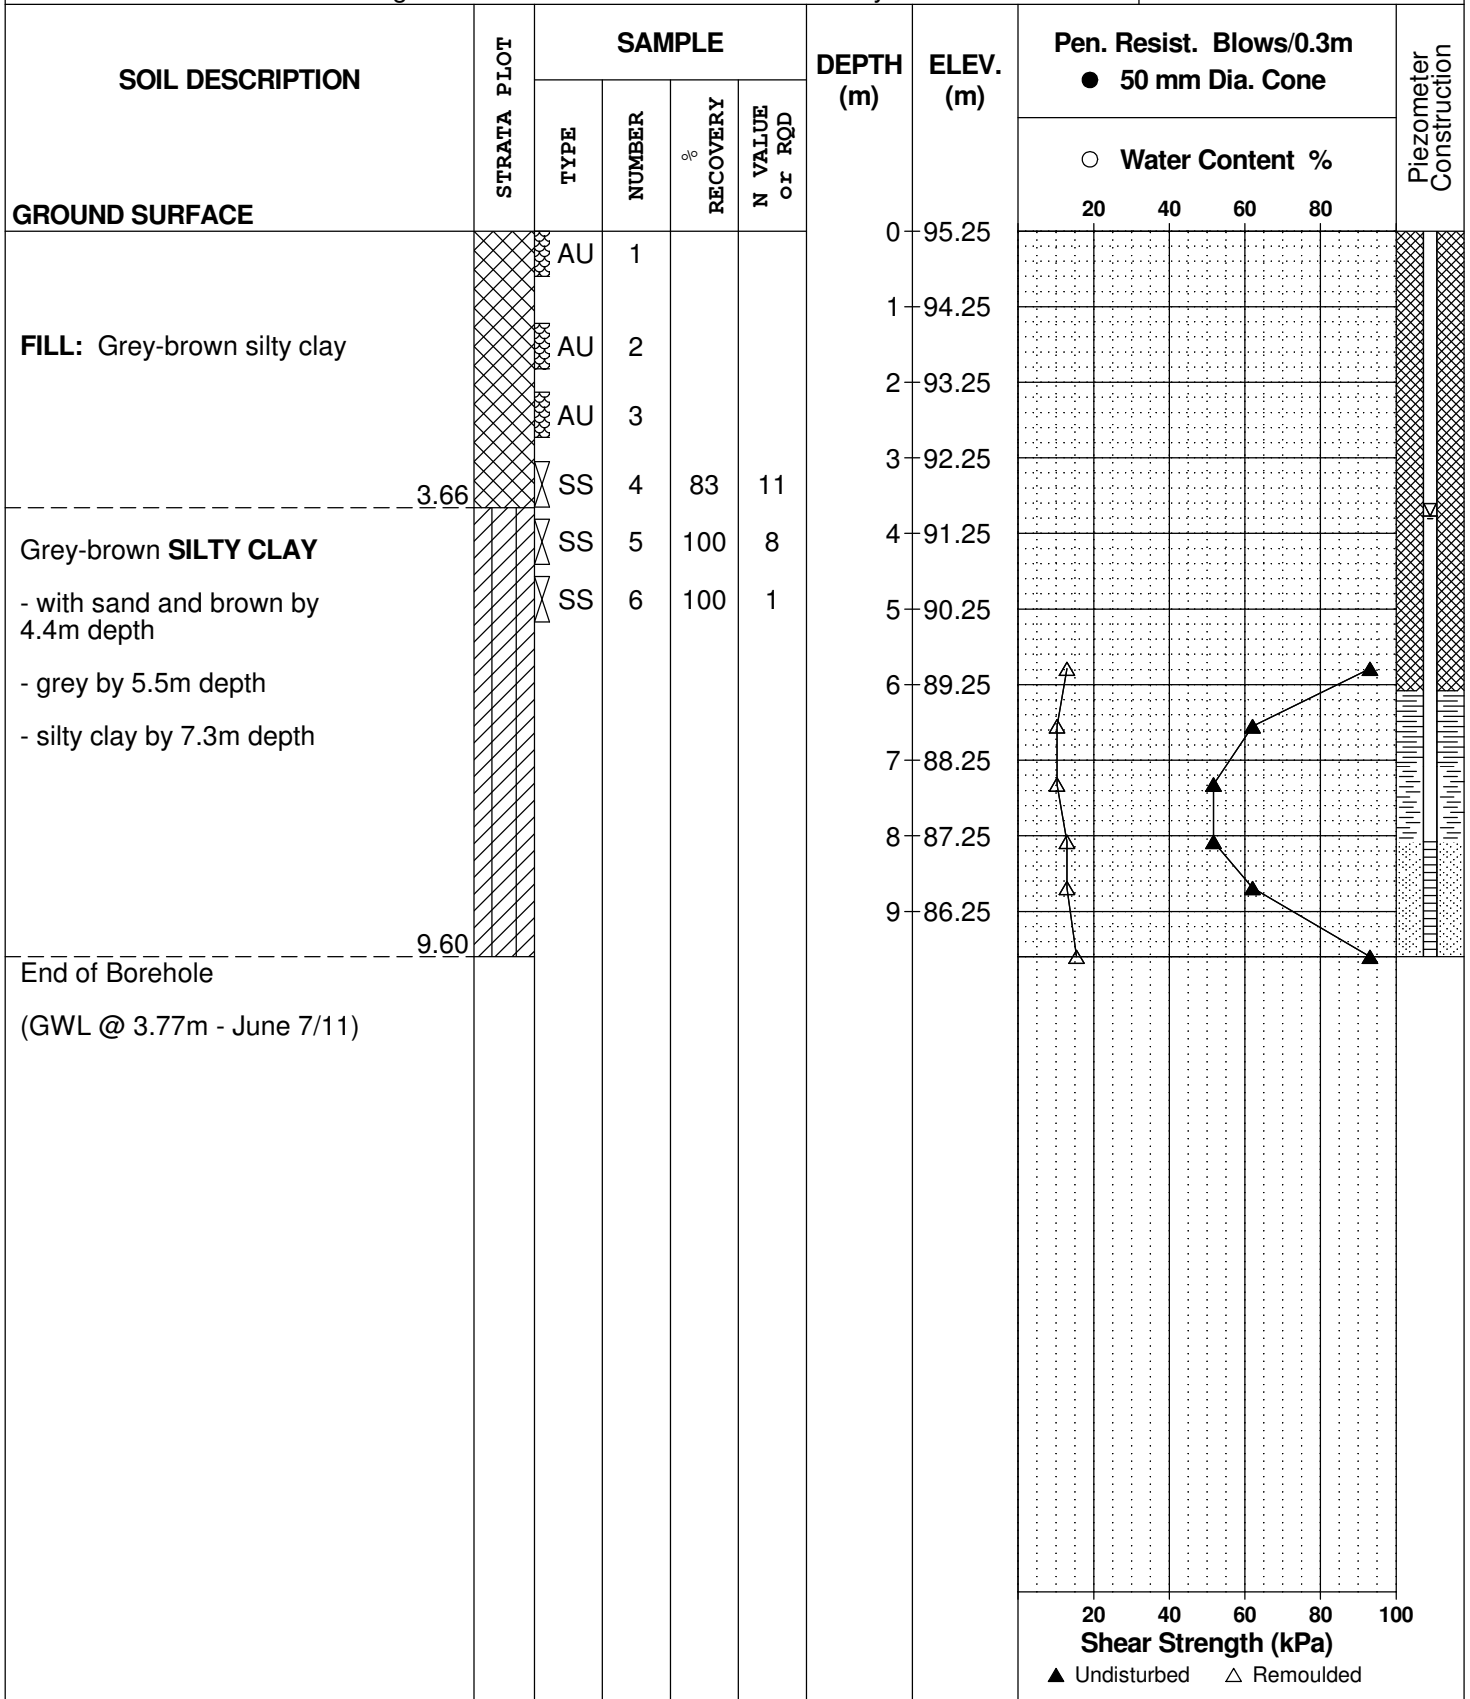 SOIL DESCRIPTION
GROUND SURFACE
STRATA PLOT
SAMPLE
TYPE
NUMBER
%
RECOVERY
N VALUE
or RQD
DEPTH
(m)
ELEV.
(m)
Pen. Resist. Blows/0.3m
● 50 mm Dia. Cone
○ Water Content %
20 40 60 80
Piezometer
Construction
0 95.25
AU 1
1 94.25
FILL: Grey-brown silty clay
AU 2
2 93.25
AU 3
3 92.25
SS 4 83 11
3.66
4 91.25
Grey-brown SILTY CLAY
SS 5 100 8
- with sand and brown by
4.4m depth
SS 6 100 1
5 90.25
- grey by 5.5m depth
6 89.25
- silty clay by 7.3m depth
7 88.25
8 87.25
9 86.25
9.60
End of Borehole
(GWL @ 3.77m - June 7/11)
20 40 60 80 100
Shear Strength (kPa)
▲ Undisturbed △ Remoulded